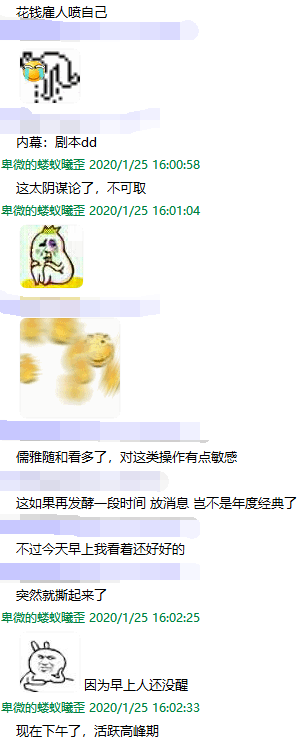 花钱雇人喷自己
内幕：剧本dd
卑微的蝼蚁曦歪 2020/1/25 16:00:58
这太阴谋论了，不可取
卑微的蝼蚁曦歪 2020/1/25 16:01:04
儒雅随和看多了，对这类操作有点敏感
这如果再发酵一段时间 放消息 岂不是年度经典了
不过今天早上我看着还好好的
突然就撕起来了
卑微的蝼蚁曦歪 2020/1/25 16:02:25
因为早上人还没醒
卑微的蝼蚁曦歪 2020/1/25 16:02:33
现在下午了，活跃高峰期